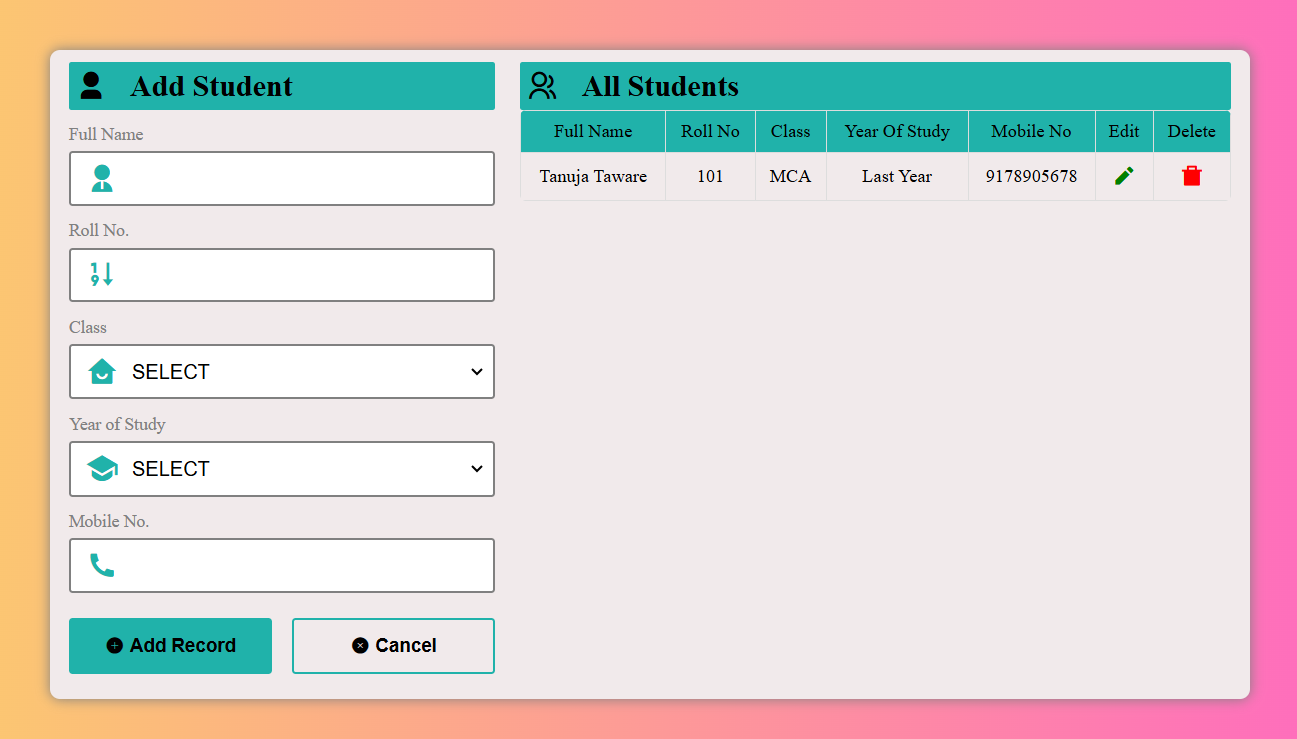 Add Student
Full Name
Roll No.
Class
SELECT
Year of Study
SELECT
Mobile No.
Add Record Cancel
All Students
Full Name Roll No Class Year Of Study Mobile No Edit Delete
Tanuja Taware 101 MCA Last Year 9178905678